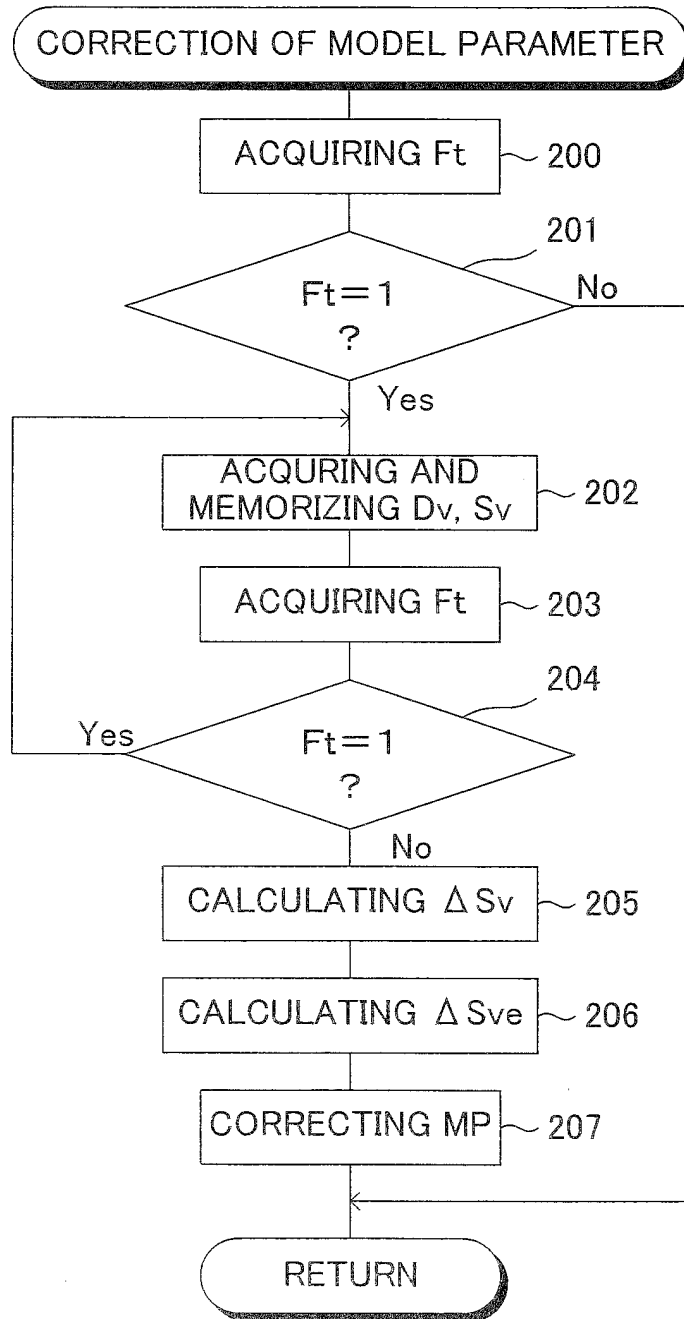 CORRECTION OF MODEL PARAMETER
ACQUIRING Ft
200
201
Ft=1
?
No
Yes
ACQURING AND
MEMORIZING Dv, Sv
202
ACQUIRING Ft
203
204
Yes
Ft=1
?
No
CALCULATING ΔSv
205
CALCULATING ΔSve
206
CORRECTING MP
207
RETURN